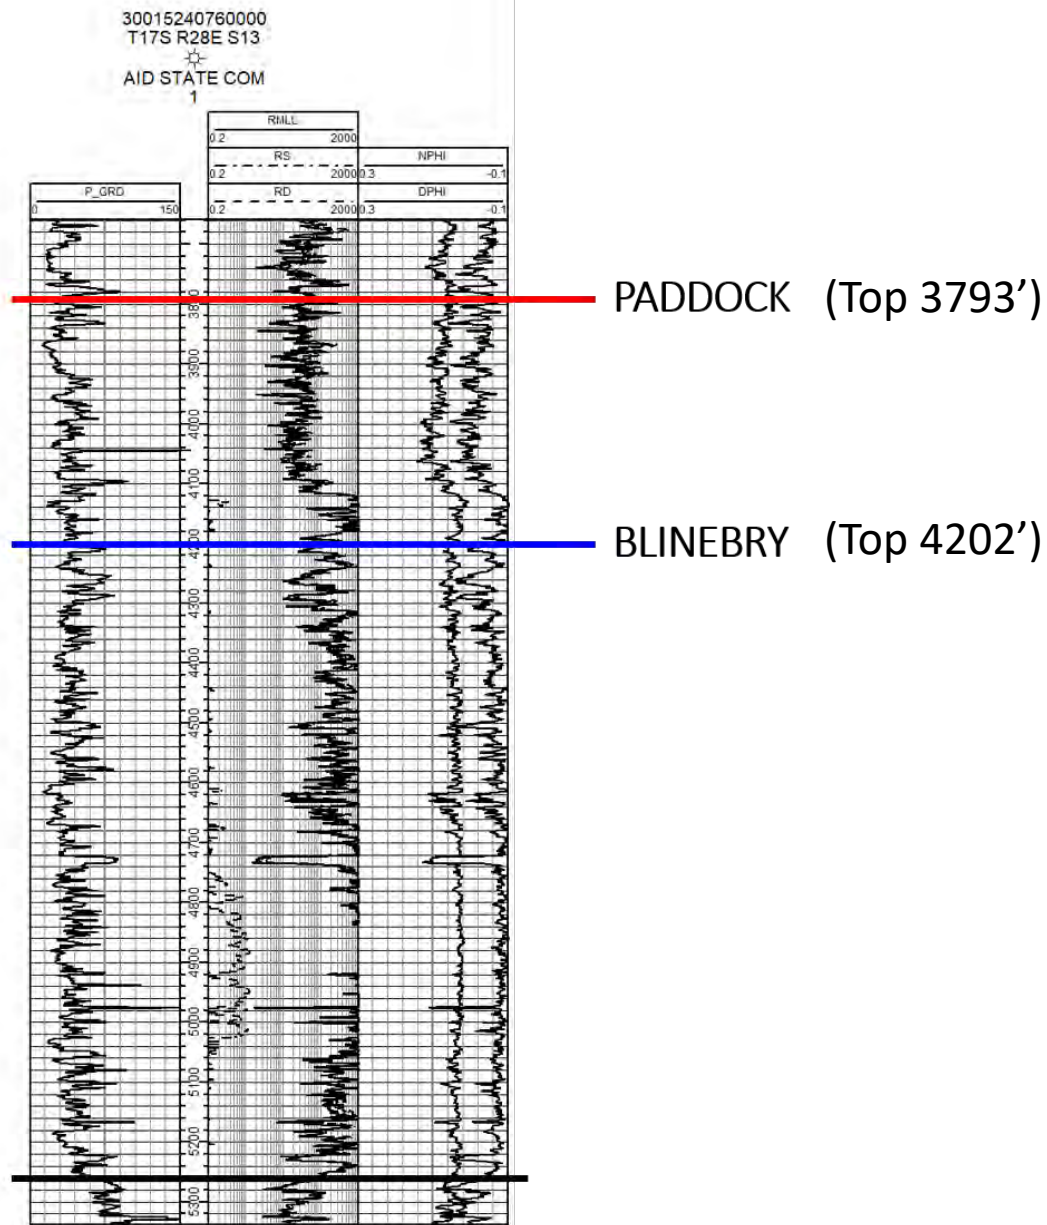 30015240760000
T17S R28E S13
AID STATE COM
1
RMLL
0.2 2000
RS NPHI
0.2 2000 0.3 -0.1
P_GRD RD DPHI
0 150 0.2 2000 0.3 -0.1
PADDOCK (Top 3793’)
3800
3900
4000
4100
BLINEBRY (Top 4202’)
4200
4300
4400
4500
4600
4700
4800
4900
5000
5100
5200
5300